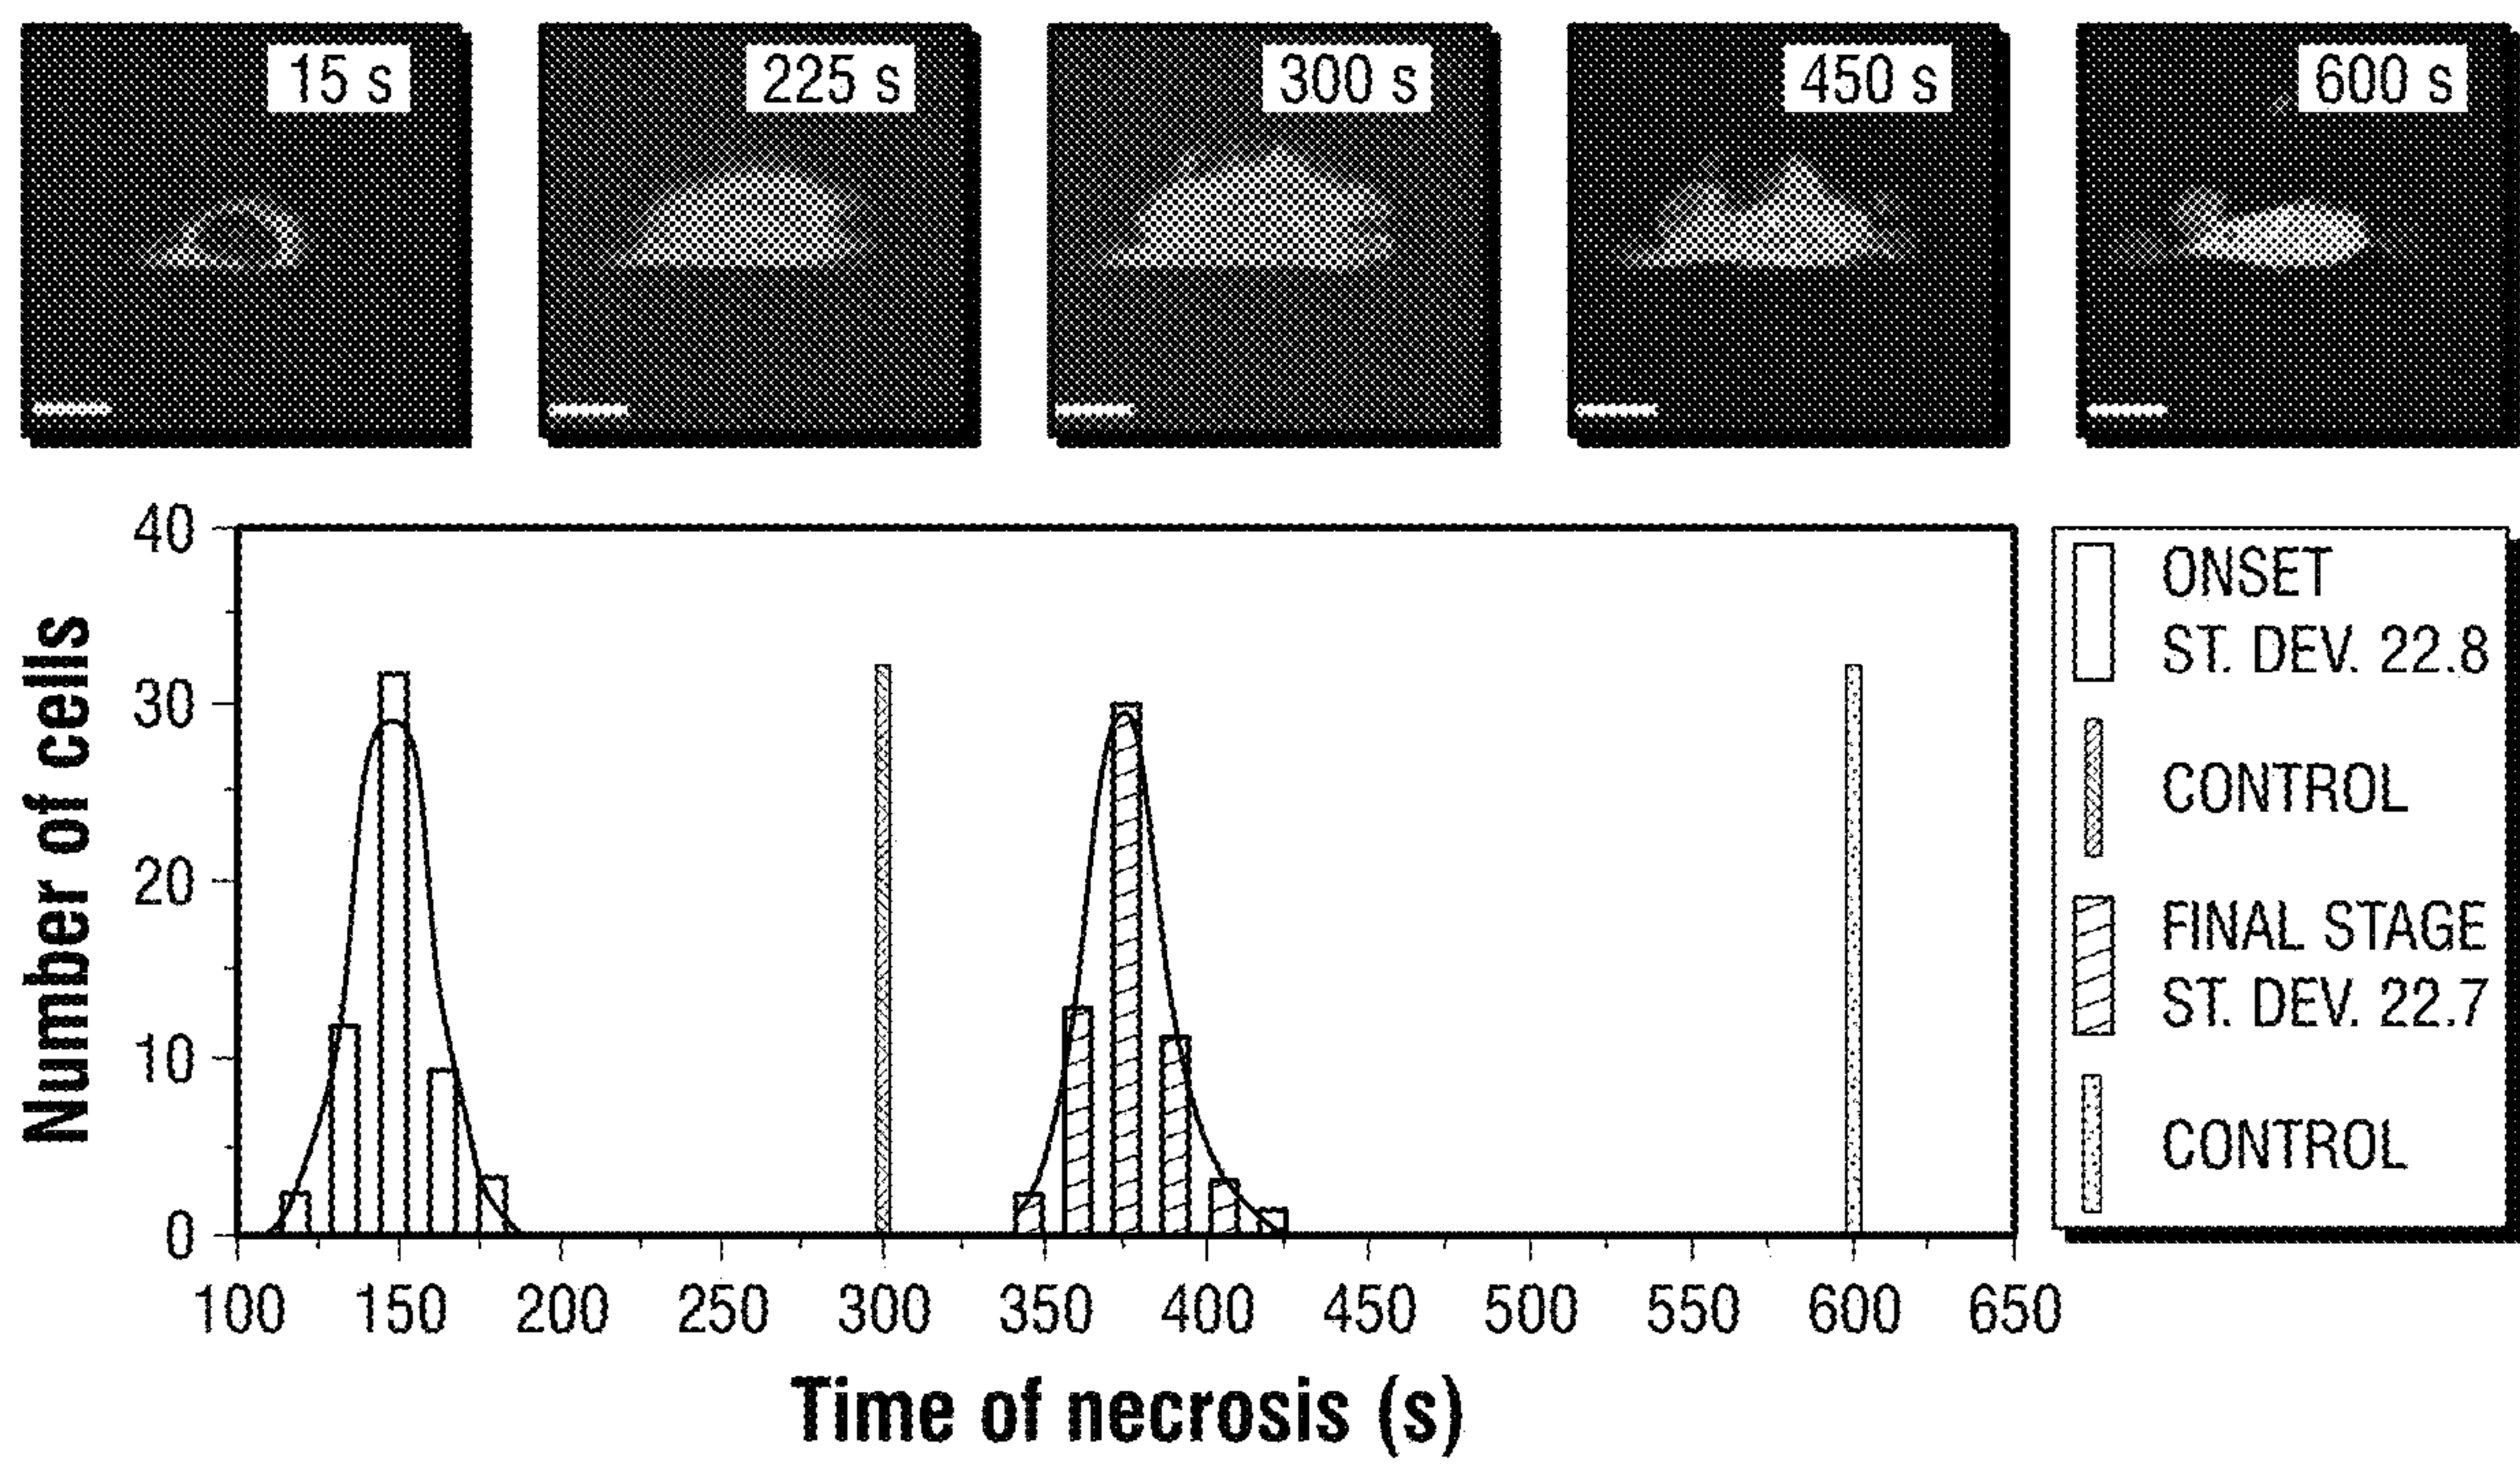 15 s
225 s
300 s
450 s
600 s
40
30
20
10
0
Number of cells
100 150 200 250 300 350 400 450 500 550 600 650
Time of necrosis (s)
ONSET
ST. DEV. 22.8
CONTROL
FINAL STAGE
ST. DEV. 22.7
CONTROL